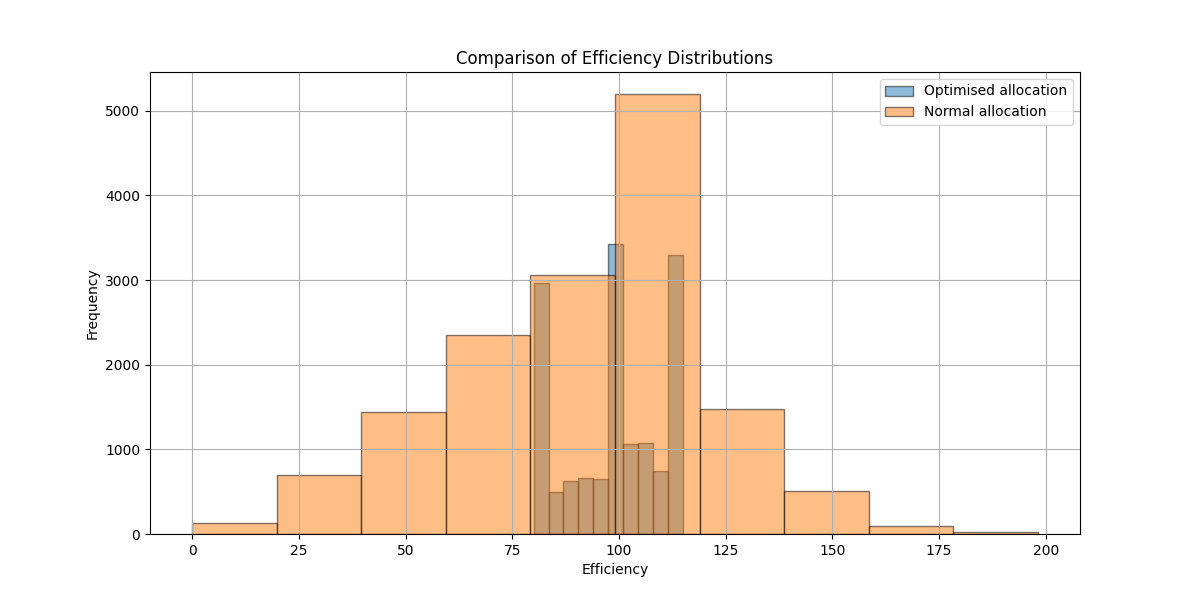 Comparison of Efficiency Distributions
Optimised allocation
Normal allocation
5000
4000
3000
2000
1000
0
Frequency
0 25 50 75 100 125 150 175 200
Efficiency